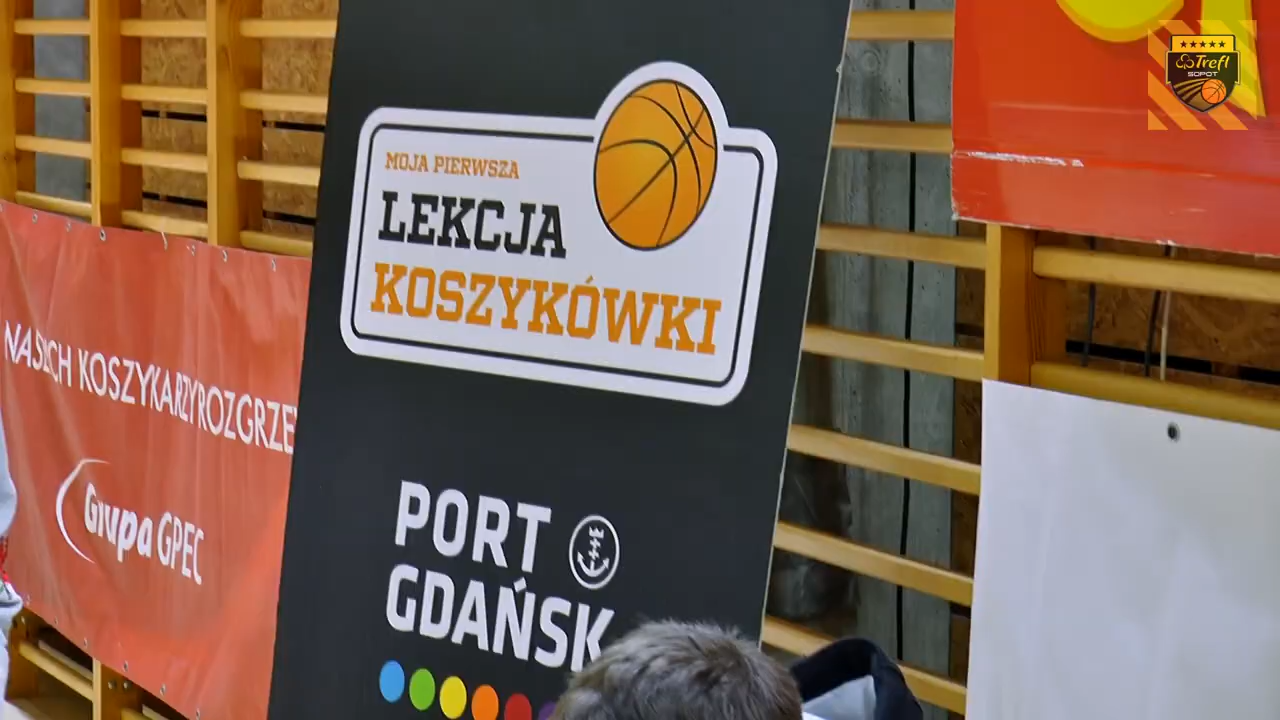 MOJA PIERWSZA
LEKCJA
KOSZYKÓWKI
PORT
GDAŃSK
NASZYCH KOSZYKARZY ROZGRZE
Grupa GPEC
Trefl
SOPOT